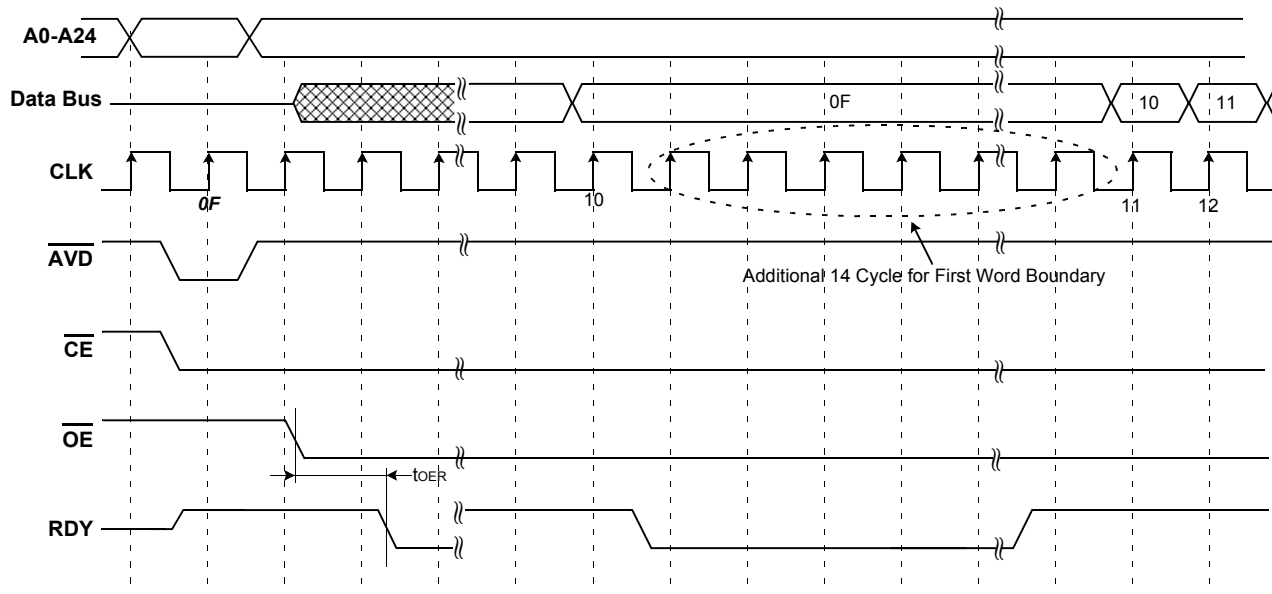 A0-A24
Data Bus
0F
10
11
CLK
0F
10
11
12
AVD
Additional 14 Cycle for First Word Boundary
CE
OE
tOER
RDY